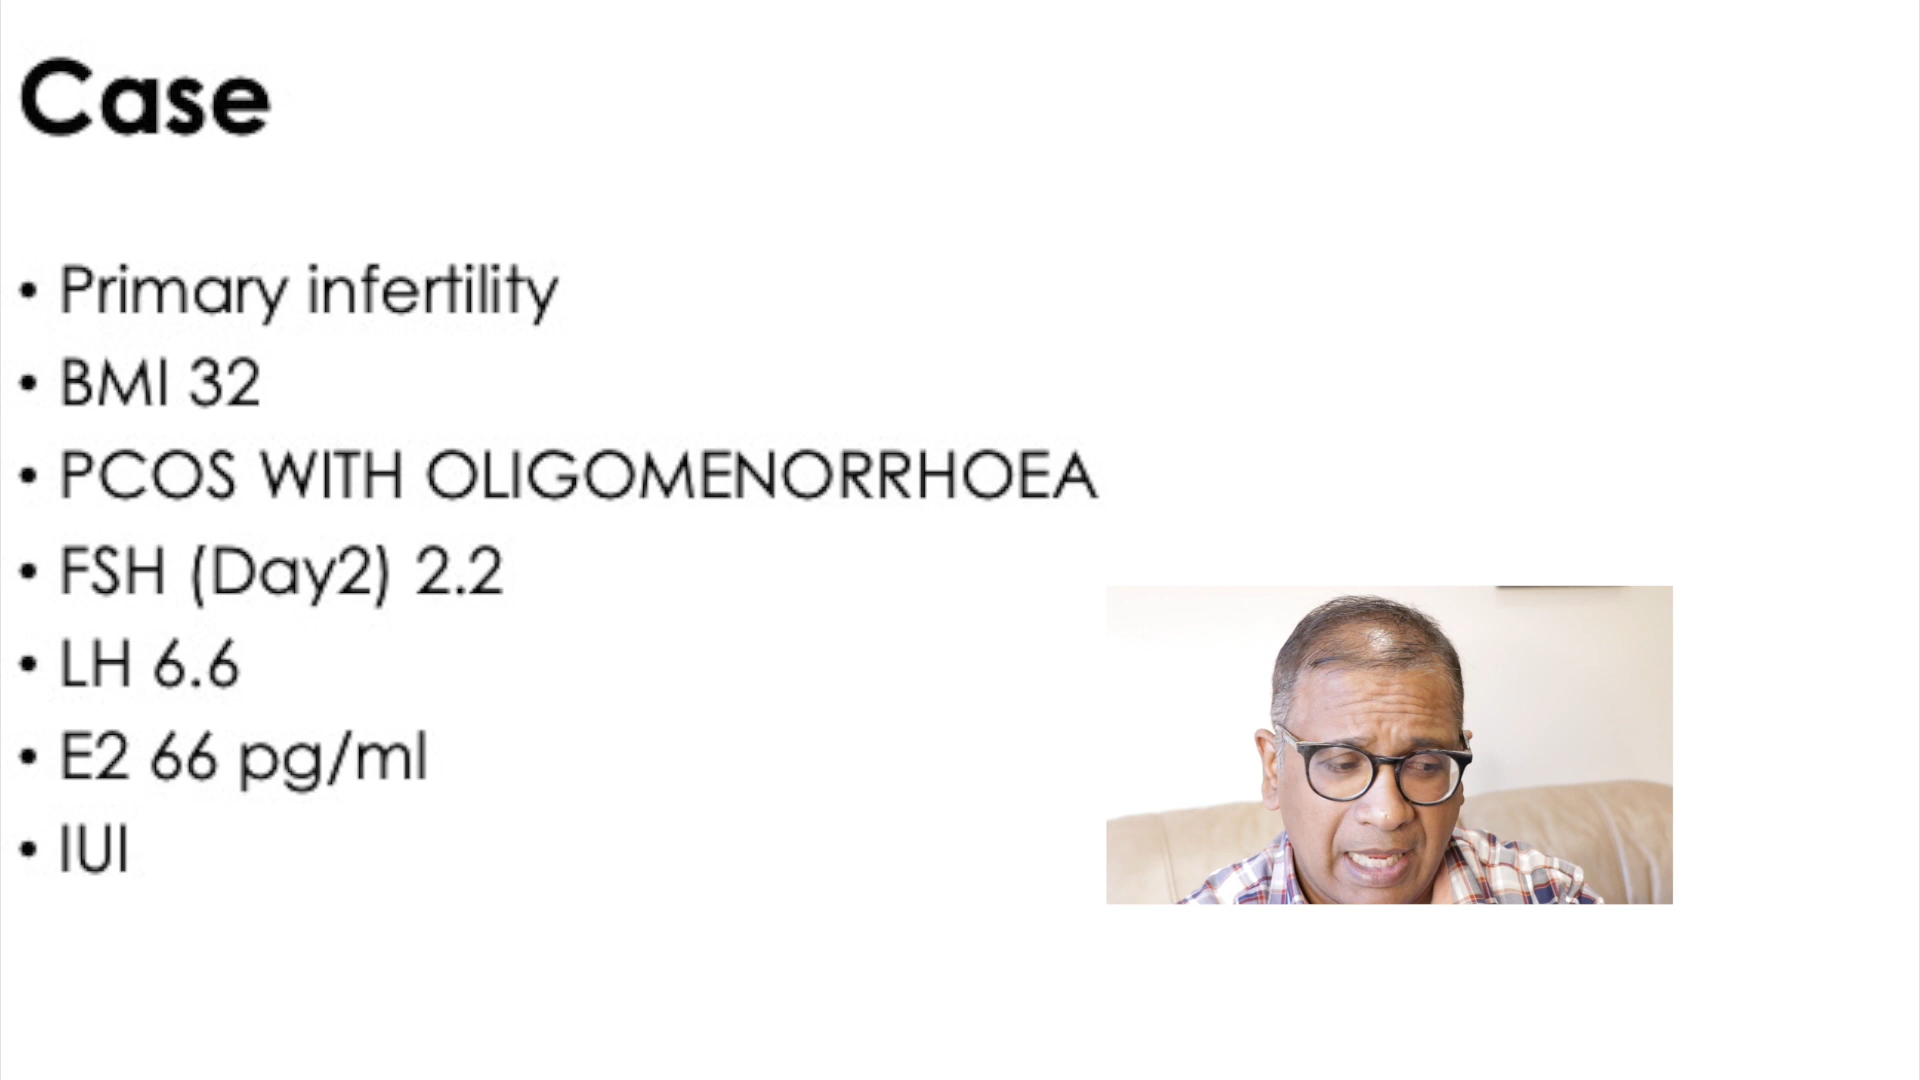 Case
• Primary infertility
• BMI 32
• PCOS WITH OLIGOMENORRHOEA
• FSH (Day2) 2.2
• LH 6.6
• E2 66 pg/ml
• IUI